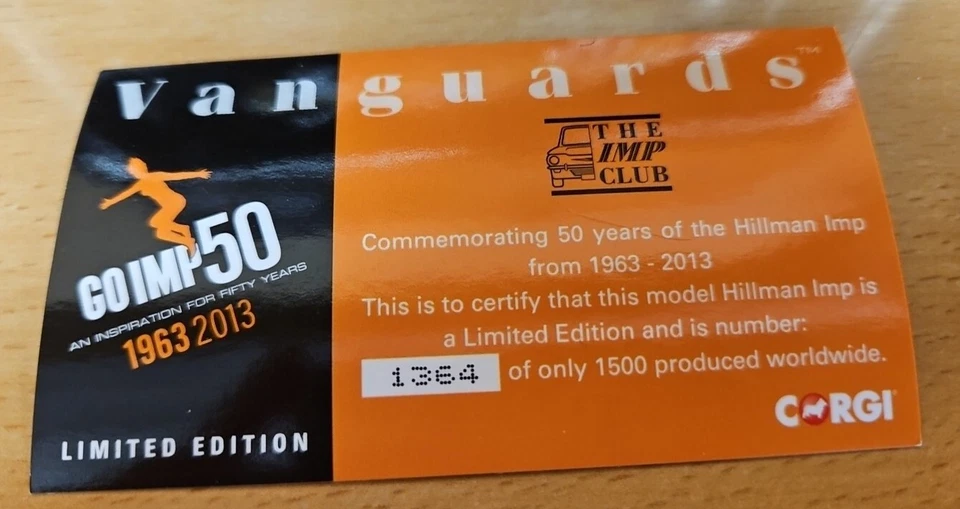 Vanguards™
GO IMP 50
AN INSPIRATION FOR FIFTY YEARS
1963 2013
LIMITED EDITION
THE
IMP
CLUB
Commemorating 50 years of the Hillman Imp
from 1963 - 2013
This is to certify that this model Hillman Imp is
a Limited Edition and is number:
1364 of only 1500 produced worldwide.
CORGI